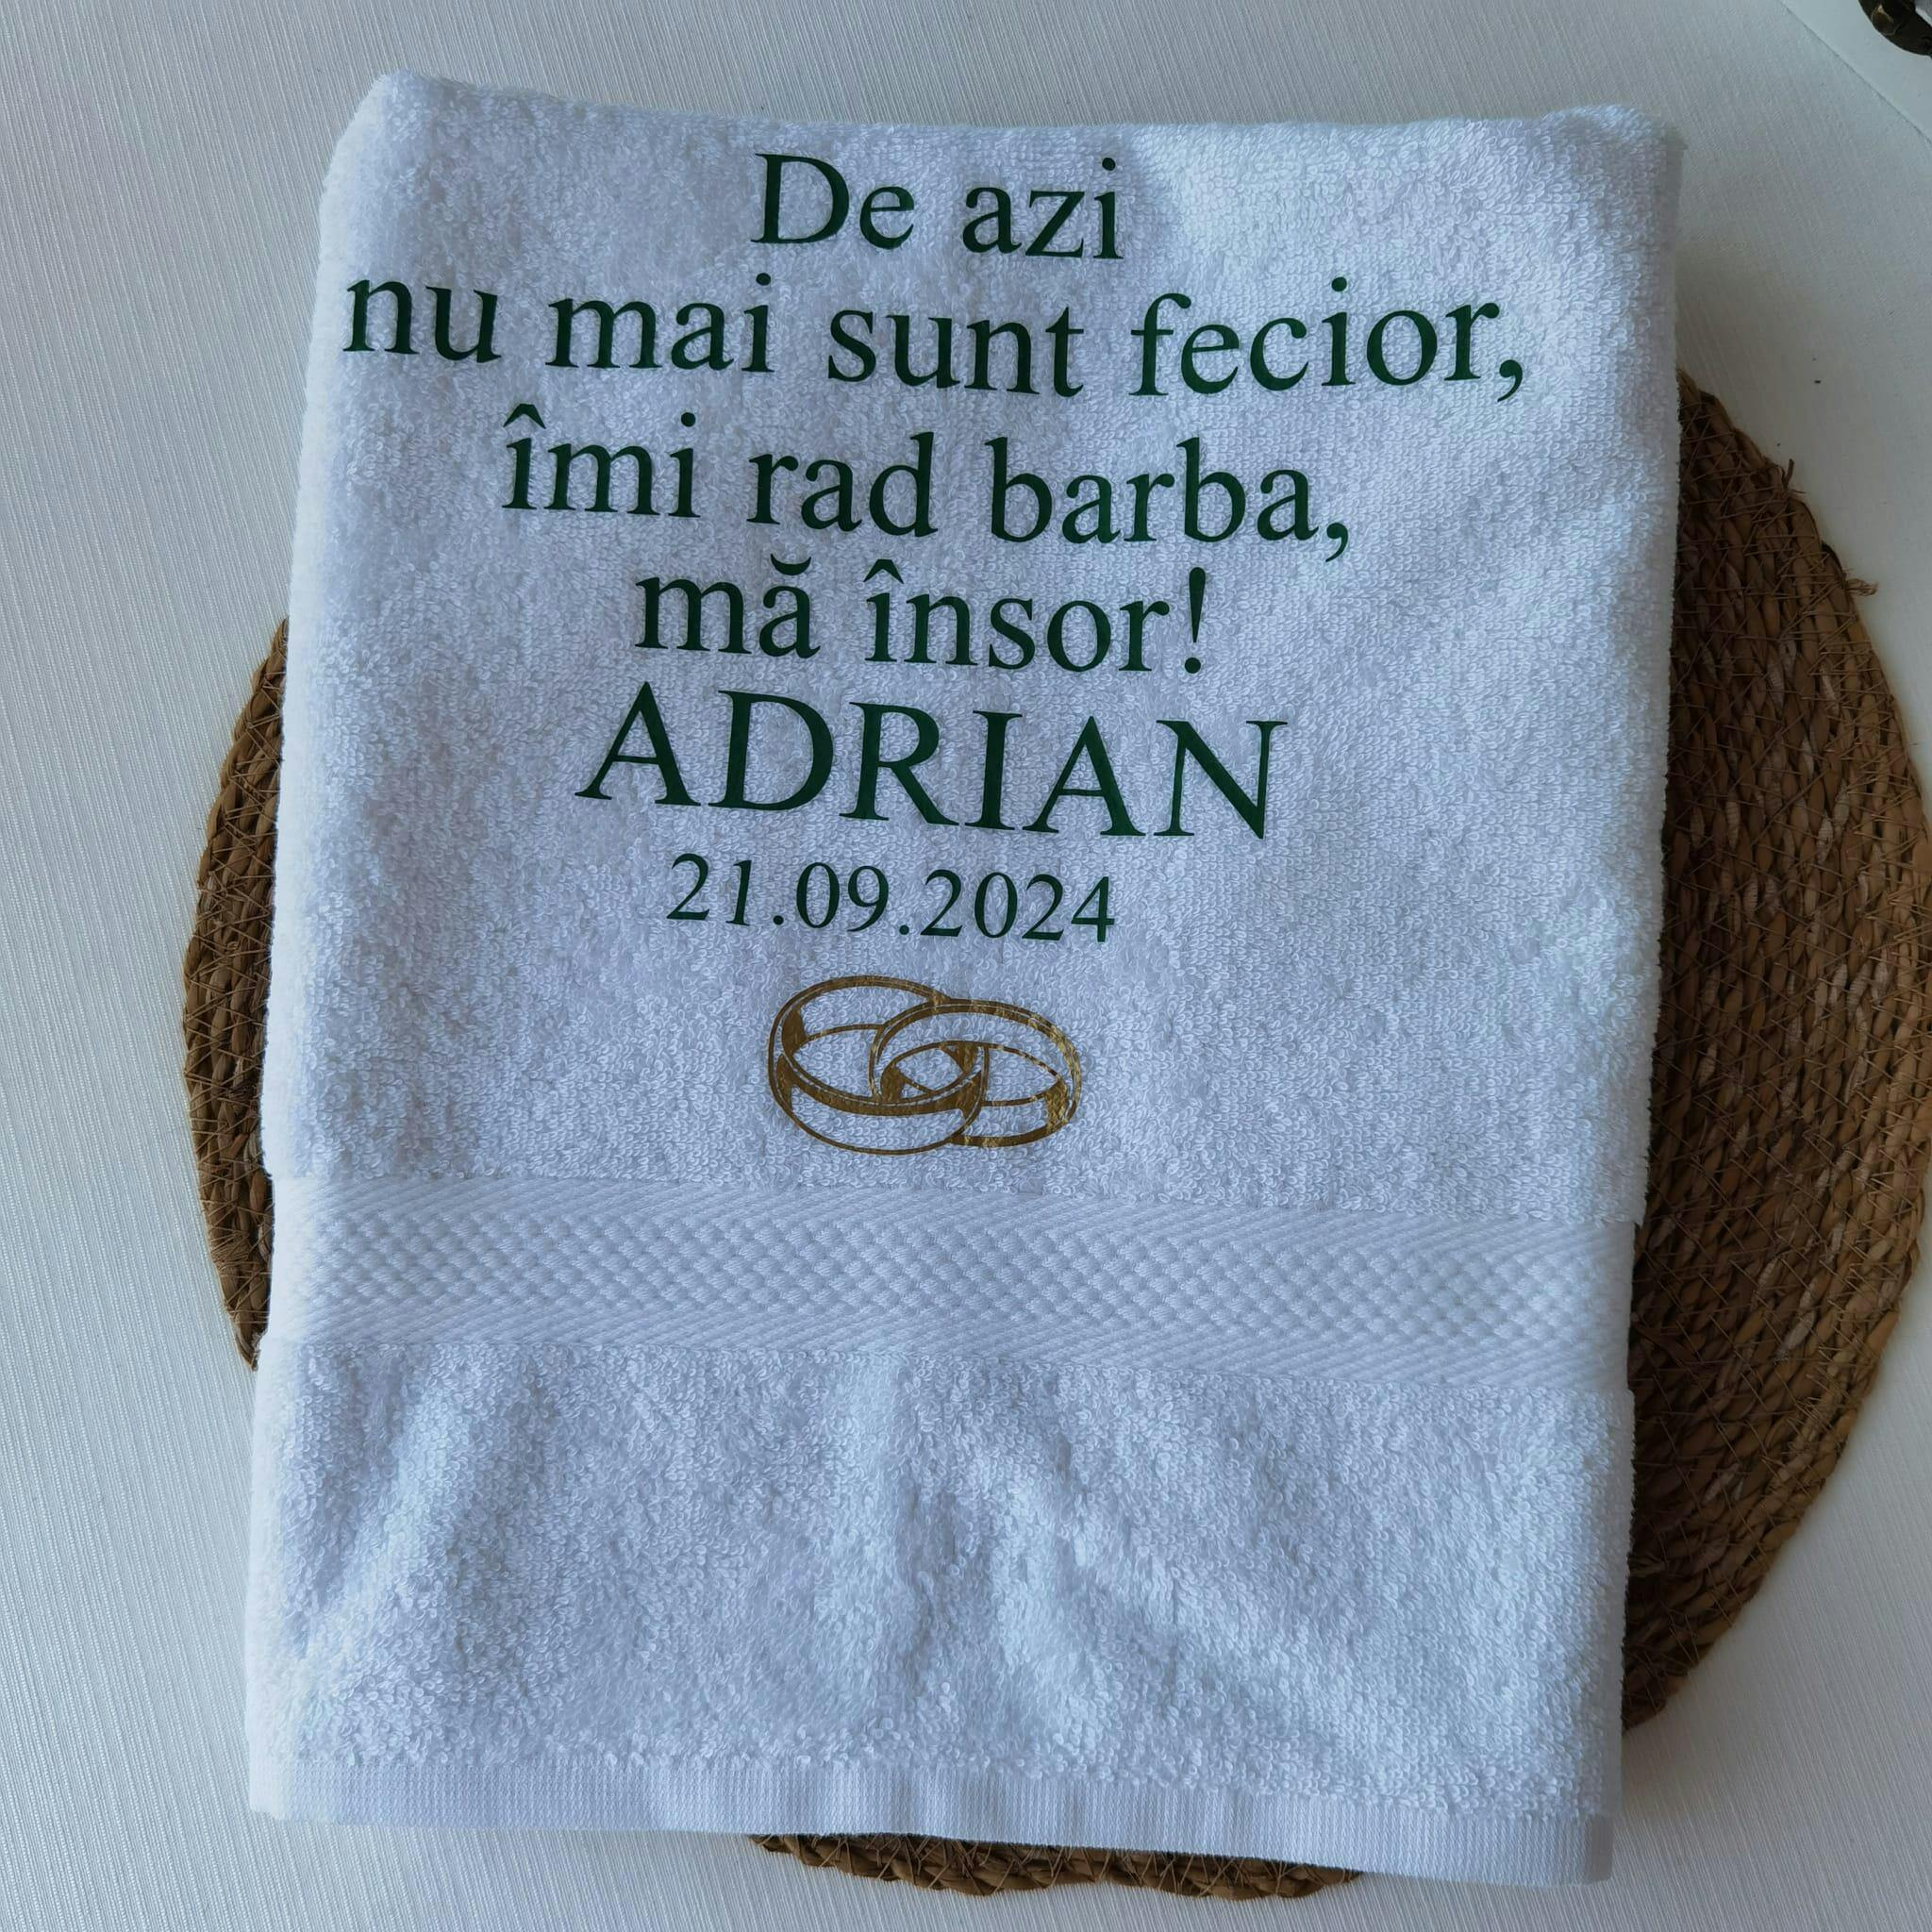 De azi
nu mai sunt fecior,
îmi rad barba,
mă însor!
ADRIAN
21.09.2024